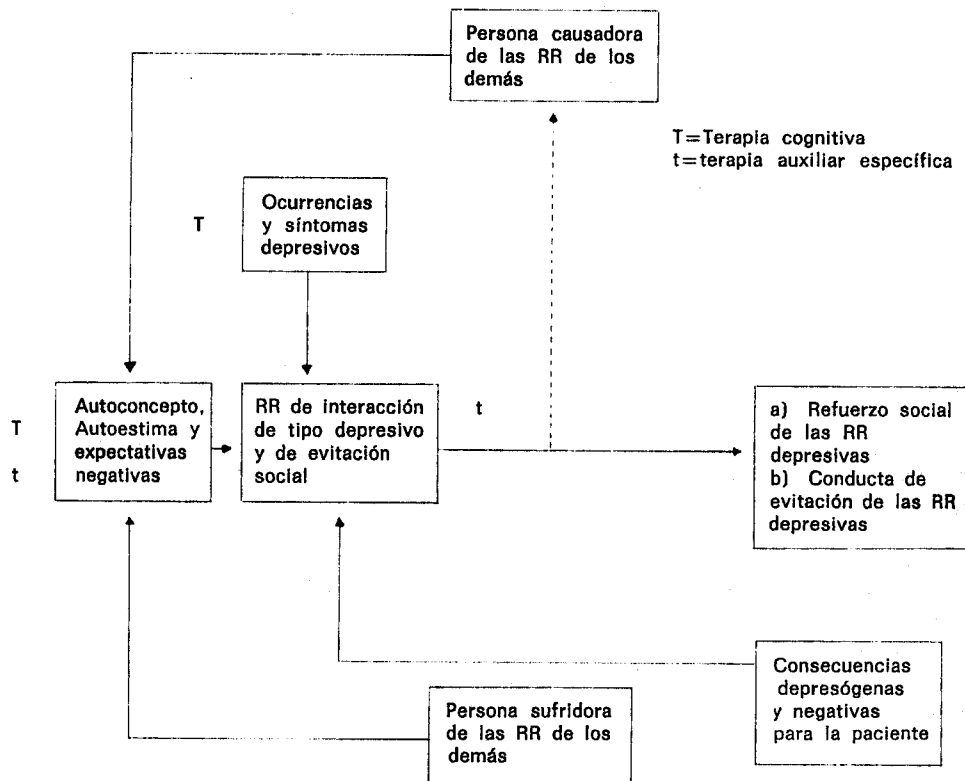 Persona causadora
de las RR de los
demás
T=Terapia cognitiva
t=terapia auxiliar específica
T
Ocurrencias
y síntomas
depresivos
T
t
Autoconcepto,
Autoestima y
expectativas
negativas
RR de interacción
de tipo depresivo
y de evitación
social
t
a) Refuerzo social
de las RR
depresivas
b) Conducta de
evitación de las RR
depresivas
Persona sufridora
de las RR de los
demás
Consecuencias
depresógenas
y negativas
para la paciente